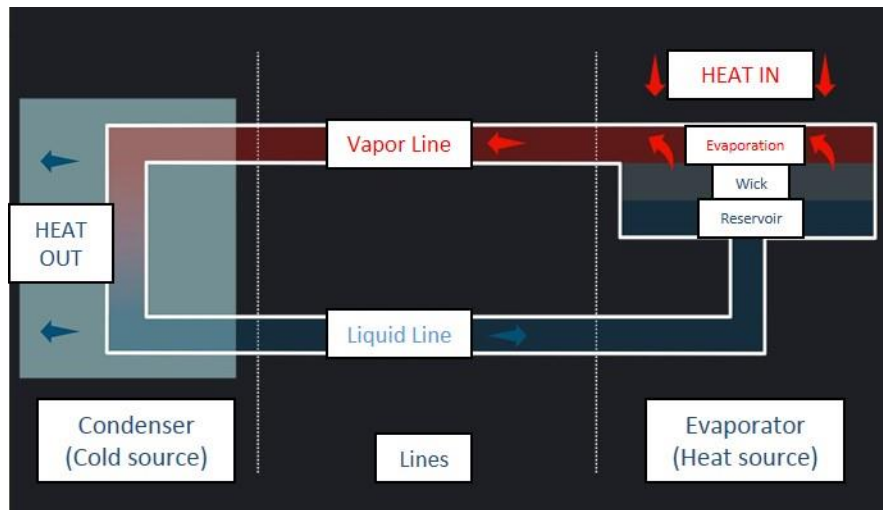 HEAT IN
Vapor Line
Evaporation
Wick
Reservoir
HEAT
OUT
Liquid Line
Condenser
(Cold source)
Lines
Evaporator
(Heat source)